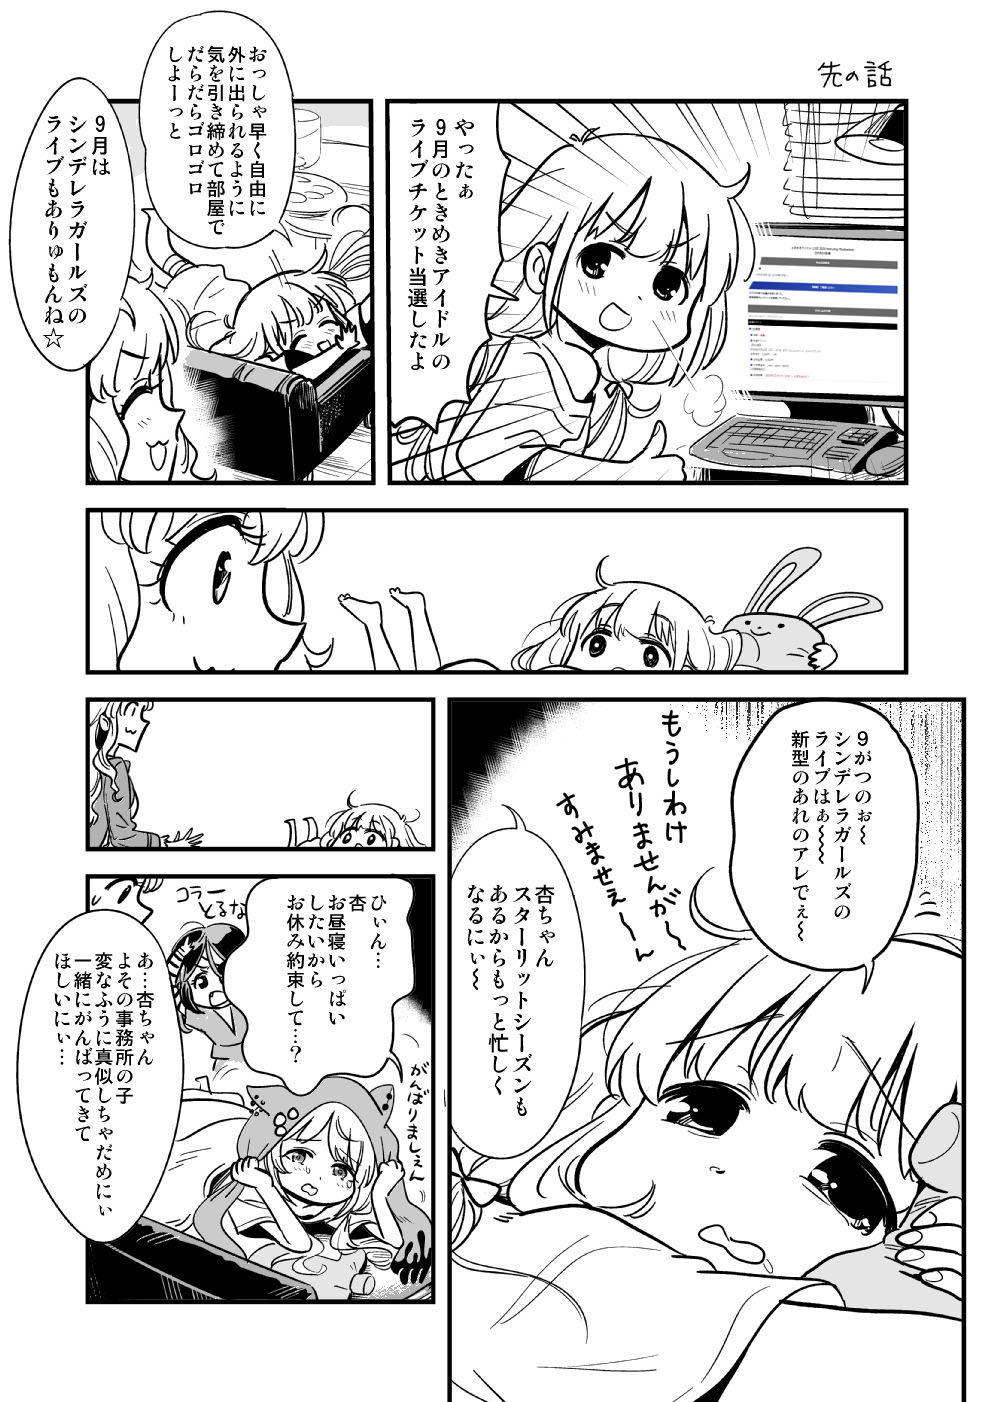 先の話
やったぁ
9月のときめきアイドルの
ライブチケット当選したよ
おっしゃ早く自由に
外に出られるように
気を引き締めて部屋で
だらだらゴロゴロ
しよーっと
9月は
シンデレラガールズの
ライブもありゅもんね☆
9がつのぉ〜
シンデレラガールズの
ライブはぁ〜〜
新型のあれのアレでぇ〜
もうしわけ
ありませんが〜
すみませぇーーん
杏ちゃん
スターリットシーズンも
あるからもっと忙しく
なるにぃ〜
ひぃん…
杏
お昼寝いっぱい
したいから
お休み約束して…?
がんばりましぇん
コラー
とるな
あ…杏ちゃん
よその事務所の子
変なふうに真似しちゃだめにぃ
一緒にがんばってきて
ほしいにぃ…